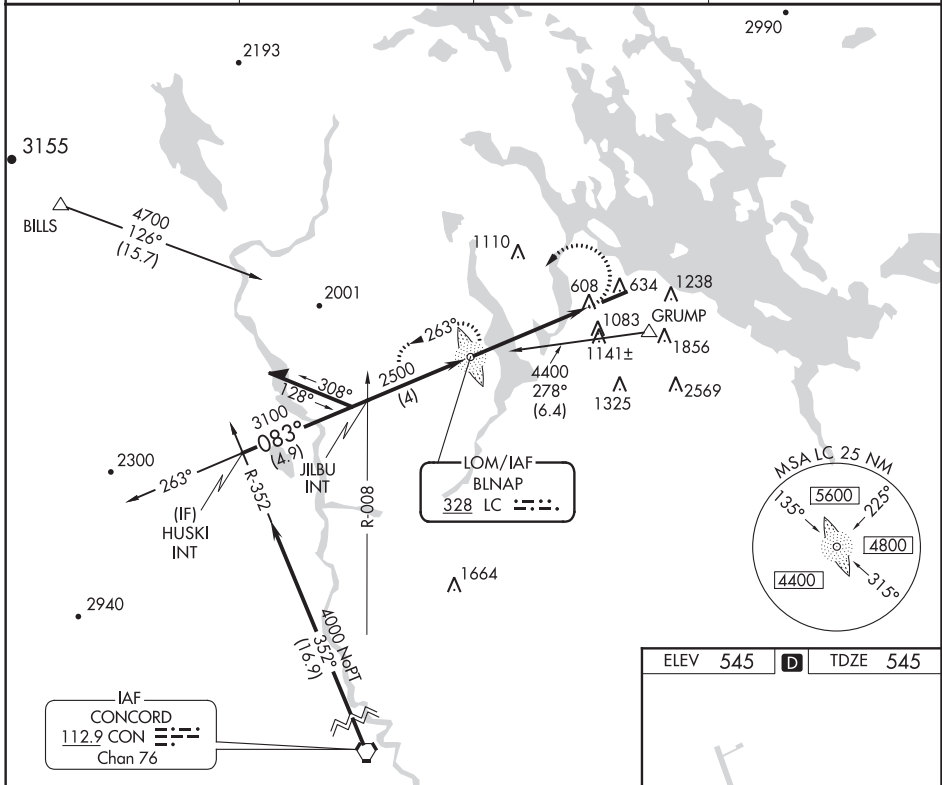 2990
2193
3155
BILLS
4700
126°
(15.7)
1110
2001
608
634
1238
1083
GRUMP
1141±
1856
263°
4400
278°
(6.4)
1325
2569
2500
(4)
308°
128°
3100
083°
(4.9)
JILBU
INT
2300
263°
(IF)
HUSKI
INT
R-352
R-008
LOM/IAF
BLNAP
328 LC
MSA LC 25 NM
5600
135°
225°
4800
4400
315°
1664
2940
4000 NoPT
352°
(16.9)
IAF
CONCORD
112.9 CON
Chan 76
ELEV 545 D TDZE 545